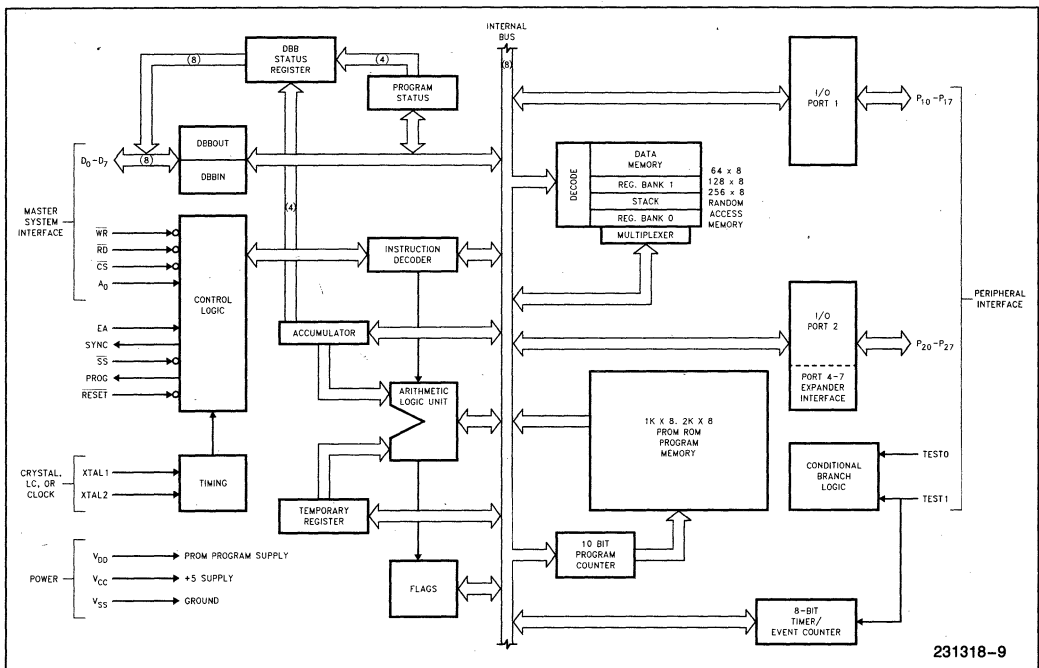 INTERNAL
BUS
(8)
DBB
STATUS
REGISTER
(8)
(4)
PROGRAM
STATUS
D0-D7
(8)
DBBOUT
DBBIN
MASTER
SYSTEM
INTERFACE
WR
RD
CS
A0
EA
SYNC
SS
PROG
RESET
CONTROL
LOGIC
(4)
INSTRUCTION
DECODER
ACCUMULATOR
ARITHMETIC
LOGIC UNIT
TEMPORARY
REGISTER
FLAGS
CRYSTAL,
LC, OR
CLOCK
XTAL1
XTAL2
TIMING
POWER
VDD
PROM PROGRAM SUPPLY
VCC
+5 SUPPLY
VSS
GROUND
I/O
PORT 1
P10-P17
DECODE
DATA
MEMORY
REG. BANK 1
STACK
REG. BANK 0
MULTIPLEXER
64 x 8
128 x 8
256 x 8
RANDOM
ACCESS
MEMORY
PERIPHERAL
INTERFACE
I/O
PORT 2
PORT 4-7
EXPANDER
INTERFACE
P20-P27
1K X 8. 2K X 8
PROM ROM
PROGRAM
MEMORY
CONDITIONAL
BRANCH
LOGIC
TEST0
TEST1
10 BIT
PROGRAM
COUNTER
8-BIT
TIMER/
EVENT COUNTER
231318-9